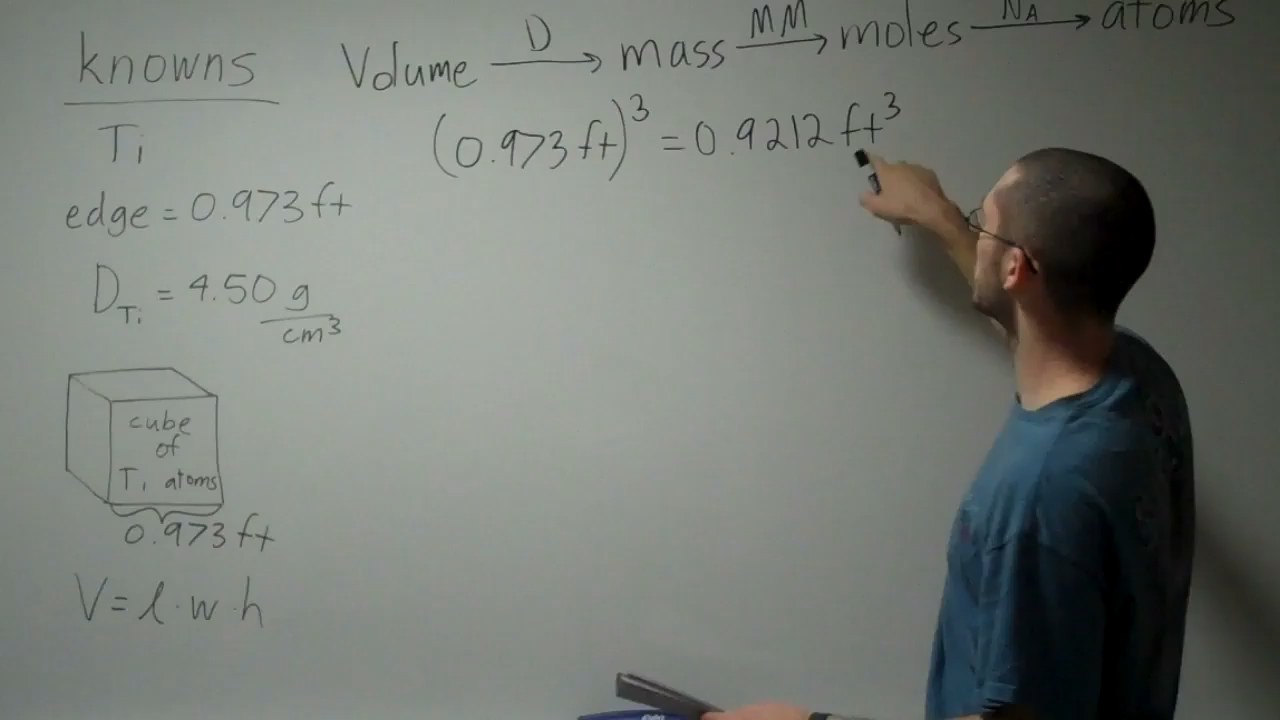 knowns
Volume D→ mass MM→ moles NA→ atoms
(0.973 ft)³ = 0.9212 ft³
Ti
edge = 0.973 ft
D_Ti = 4.50 g/cm³
cube
of
Ti atoms
0.973 ft
V = l · w · h